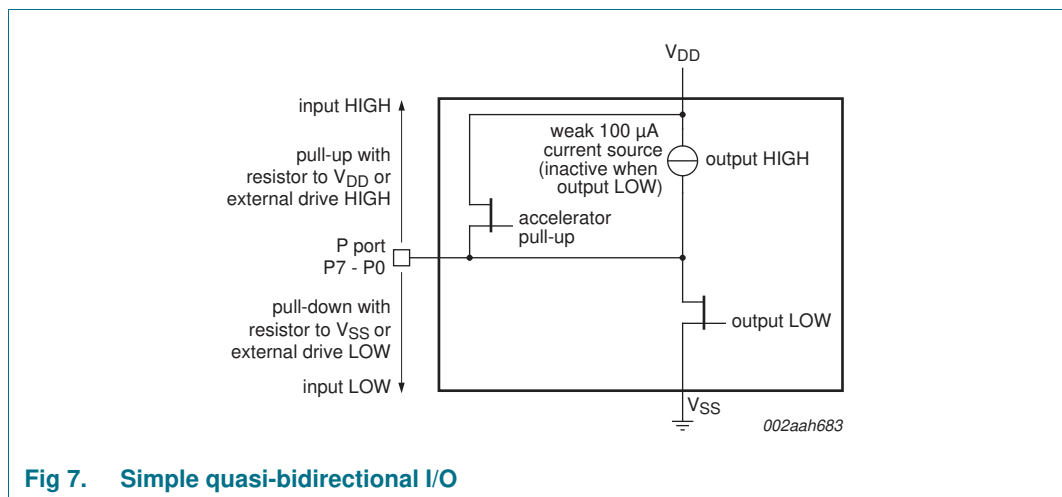 VDD
input HIGH
pull-up with
resistor to VDD or
external drive HIGH
weak 100 µA
current source
(inactive when
output LOW)
output HIGH
accelerator
pull-up
P port
P7 - P0
pull-down with
resistor to VSS or
external drive LOW
input LOW
output LOW
VSS
002aah683
Fig 7. Simple quasi-bidirectional I/O